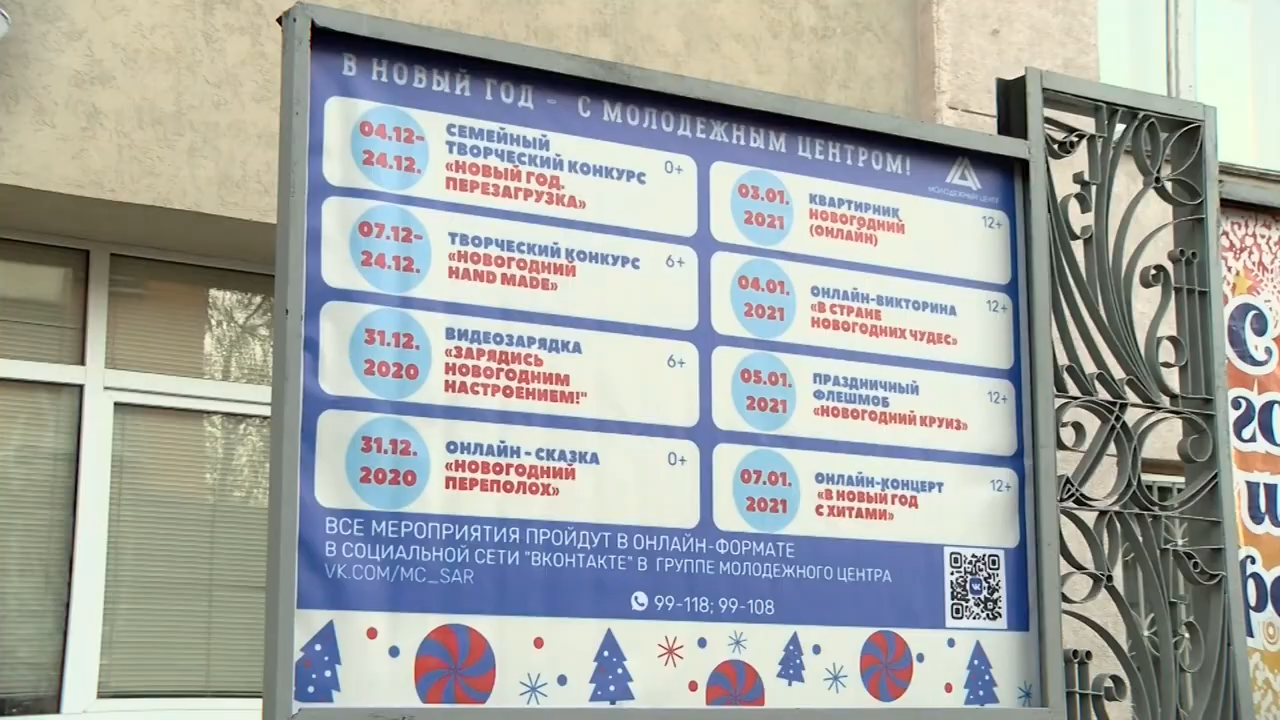 В НОВЫЙ ГОД - С МОЛОДЕЖНЫМ ЦЕНТРОМ!
МОЛОДЕЖНЫЙ ЦЕНТР
04.12-
24.12.
СЕМЕЙНЫЙ
ТВОРЧЕСКИЙ КОНКУРС
«НОВЫЙ ГОД.
ПЕРЕЗАГРУЗКА»
0+
07.12-
24.12.
ТВОРЧЕСКИЙ КОНКУРС
«НОВОГОДНИЙ
HAND MADE»
6+
31.12.
2020
ВИДЕОЗАРЯДКА
«ЗАРЯДИСЬ
НОВОГОДНИМ
НАСТРОЕНИЕМ!"
6+
31.12.
2020
ОНЛАЙН - СКАЗКА
«НОВОГОДНИЙ
ПЕРЕПОЛОХ»
0+
03.01.
2021
КВАРТИРНИК
НОВОГОДНИЙ
(ОНЛАЙН)
12+
04.01.
2021
ОНЛАЙН-ВИКТОРИНА
«В СТРАНЕ
НОВОГОДНИХ ЧУДЕС»
12+
05.01.
2021
ПРАЗДНИЧНЫЙ
ФЛЕШМОБ
«НОВОГОДНИЙ КРУИЗ»
12+
07.01.
2021
ОНЛАЙН-КОНЦЕРТ
«В НОВЫЙ ГОД
С ХИТАМИ»
12+
ВСЕ МЕРОПРИЯТИЯ ПРОЙДУТ В ОНЛАЙН-ФОРМАТЕ
В СОЦИАЛЬНОЙ СЕТИ "ВКОНТАКТЕ" В ГРУППЕ МОЛОДЕЖНОГО ЦЕНТРА
VK.COM/MC_SAR
99-118; 99-108
С